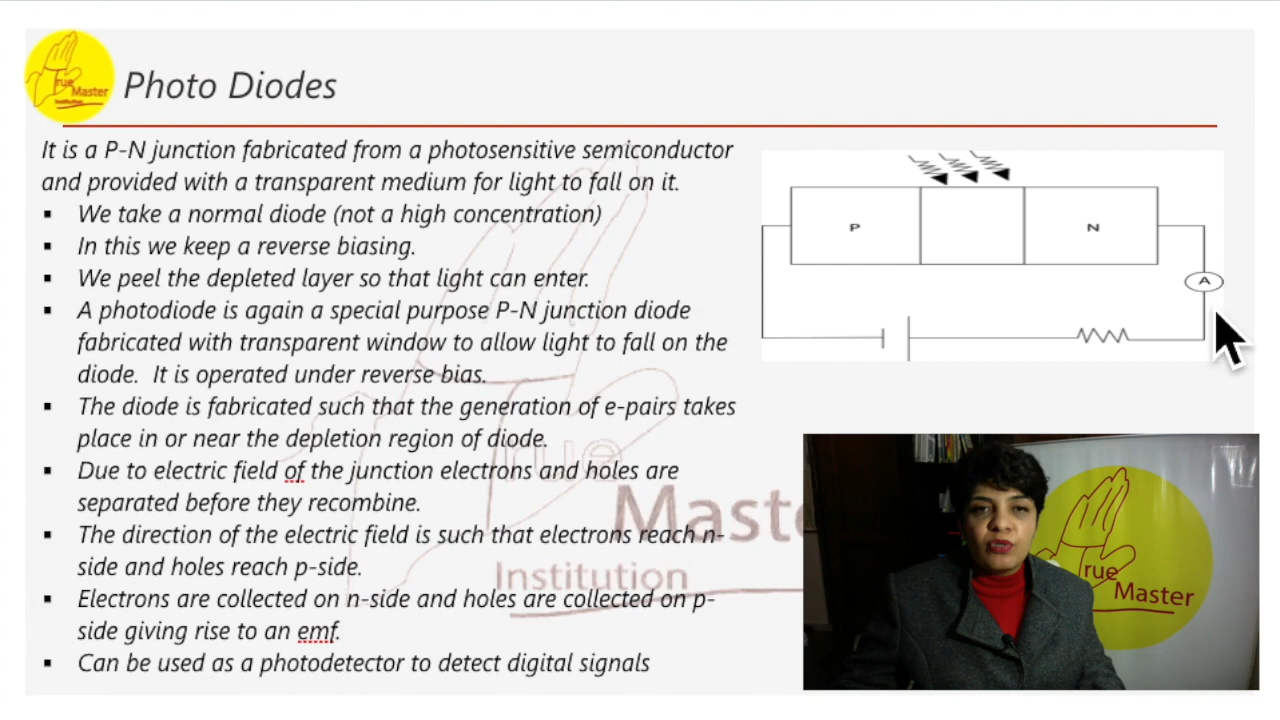 rue
Master
Institution
Photo Diodes
It is a P-N junction fabricated from a photosensitive semiconductor
and provided with a transparent medium for light to fall on it.
▪ We take a normal diode (not a high concentration)
▪ In this we keep a reverse biasing.
▪ We peel the depleted layer so that light can enter.
▪ A photodiode is again a special purpose P-N junction diode
fabricated with transparent window to allow light to fall on the
diode. It is operated under reverse bias.
▪ The diode is fabricated such that the generation of e-pairs takes
place in or near the depletion region of diode.
▪ Due to electric field of the junction electrons and holes are
separated before they recombine.
▪ The direction of the electric field is such that electrons reach n-
side and holes reach p-side.
▪ Electrons are collected on n-side and holes are collected on p-
side giving rise to an emf.
▪ Can be used as a photodetector to detect digital signals
P
N
A
rue
Maste
Institution
rue
Master